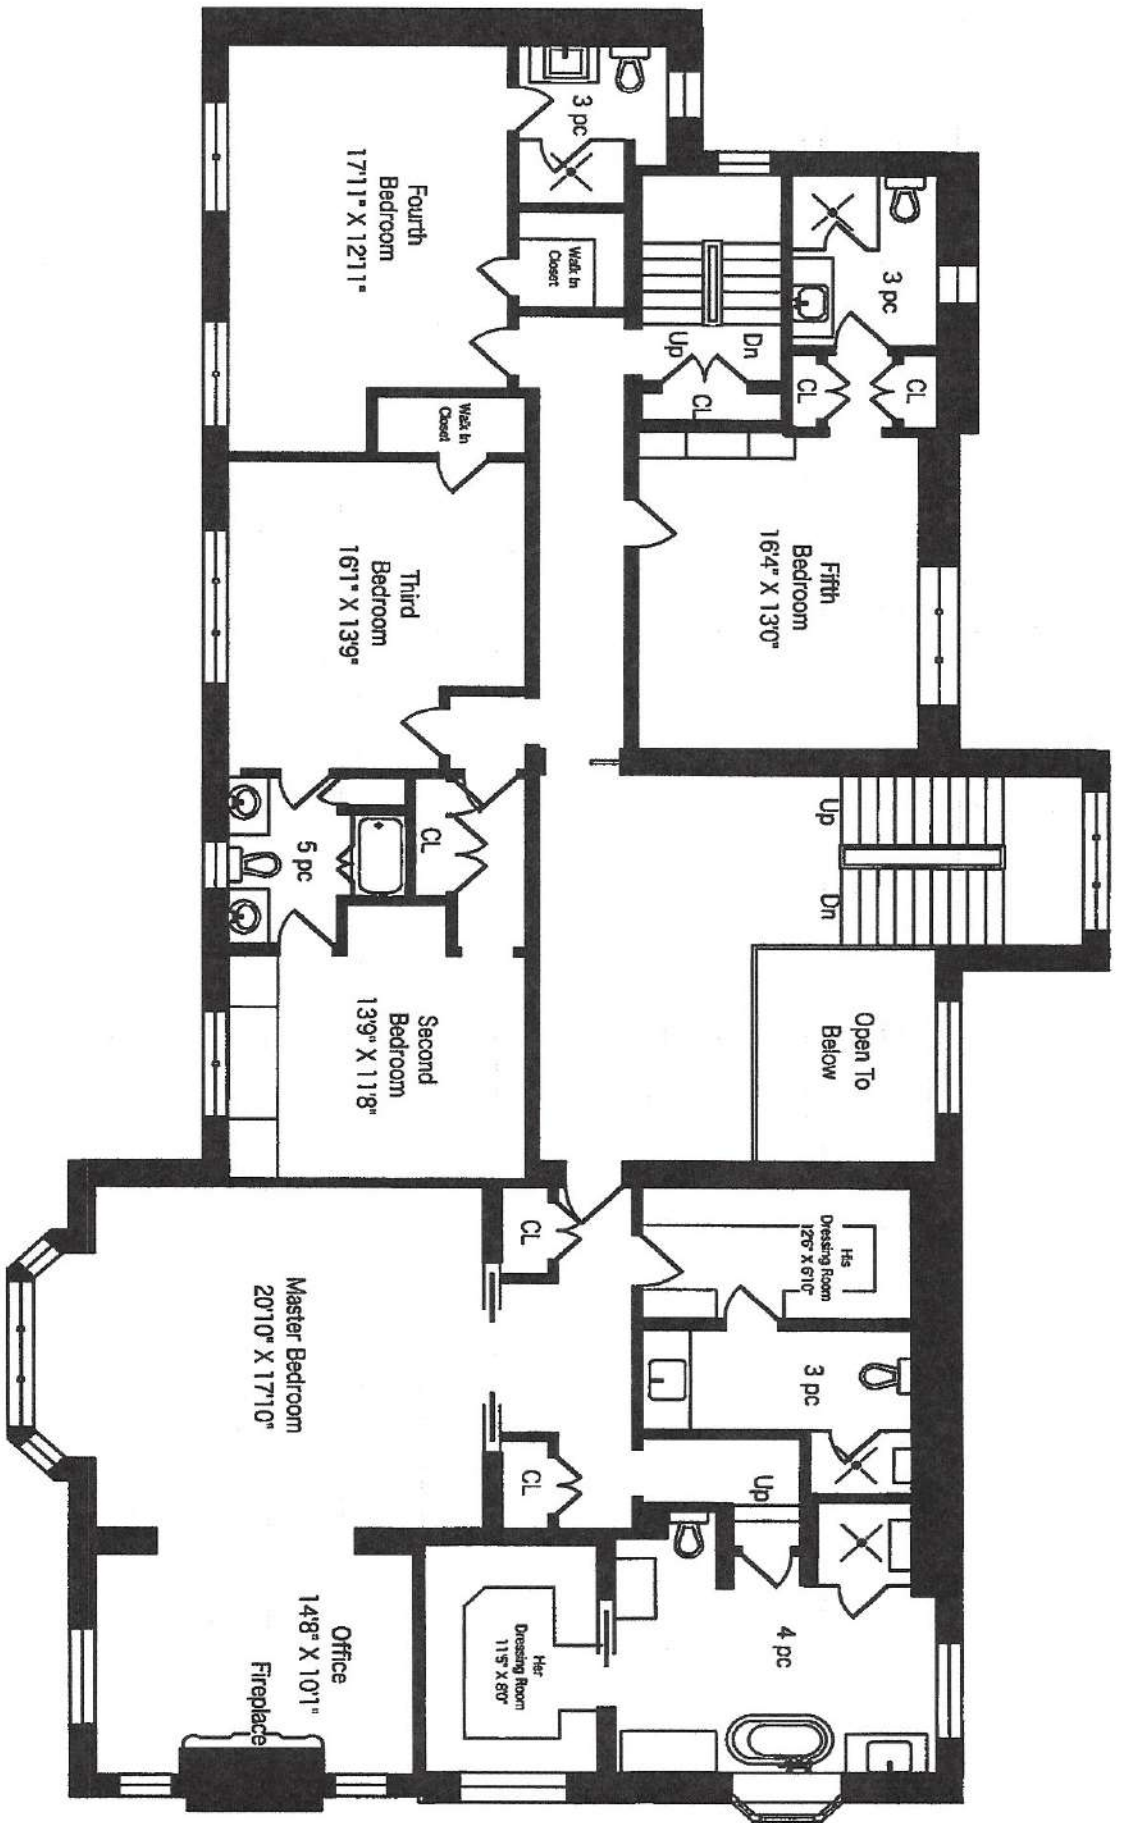 3 pc
CL
CL
Dn
Up
CL
3 pc
Walk In
Closet
Fourth
Bedroom
17'11" X 12'11"
Walk In
Closet
Fifth
Bedroom
16'4" X 13'0"
Third
Bedroom
16'1" X 13'9"
Up
Dn
Open To
Below
CL
5 pc
Second
Bedroom
13'9" X 11'8"
His
Dressing Room
12'6" X 6'10"
3 pc
Up
4 pc
CL
CL
Master Bedroom
20'10" X 17'10"
Her
Dressing Room
11'5" X 8'0"
Office
14'8" X 10'1"
Fireplace